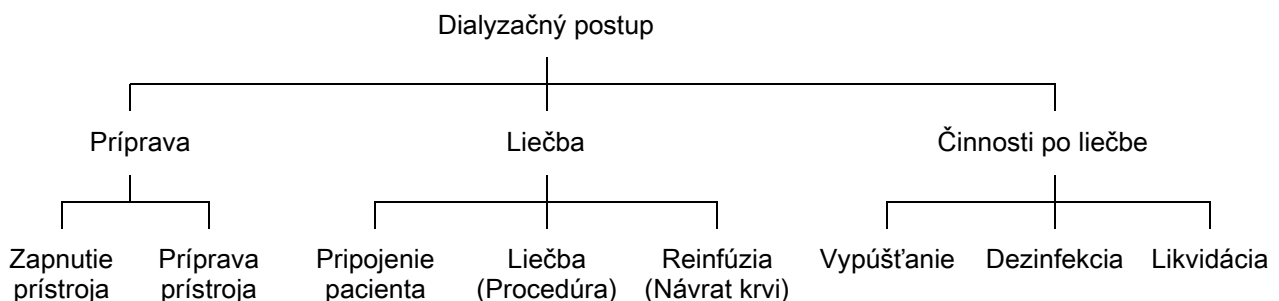 Dialyzačný postup
Príprava
Liečba
Činnosti po liečbe
Zapnutie
prístroja
Príprava
prístroja
Pripojenie
pacienta
Liečba
(Procedúra)
Reinfúzia
(Návrat krvi)
Vypúšťanie
Dezinfekcia
Likvidácia